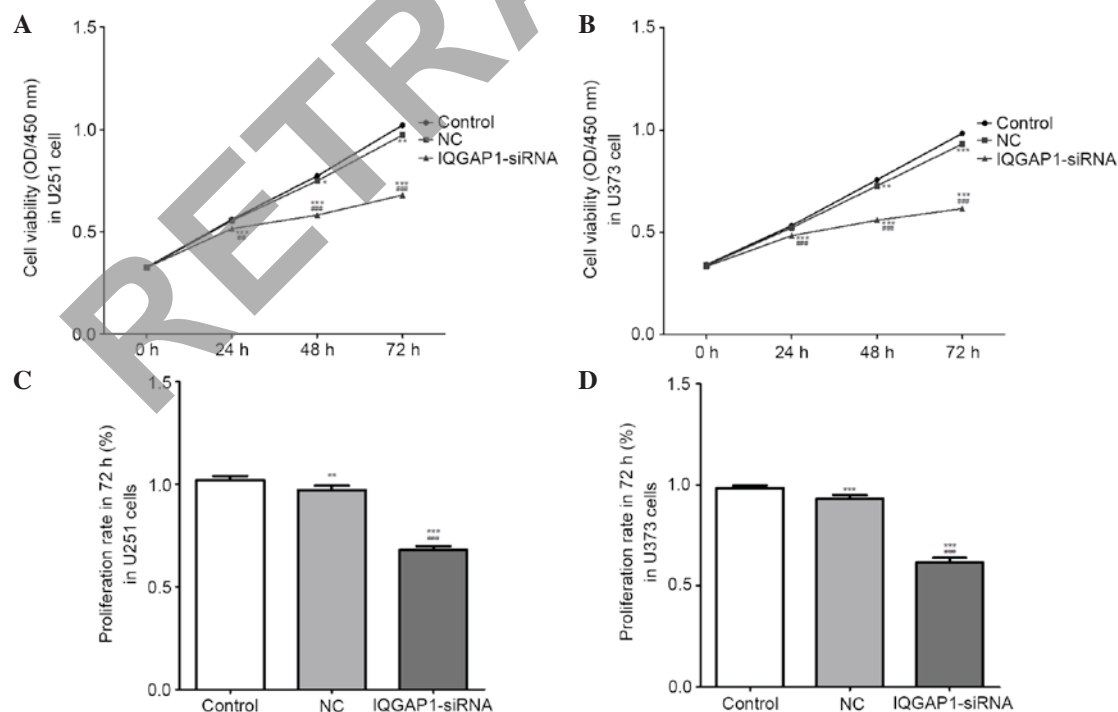 A
Cell viability (OD/450 nm)
in U251 cell
1.5
1.0
0.5
0.0
0 h
24 h
48 h
72 h
Control
NC
IQGAP1-siRNA
**
**
***
##
***
###
***
###
B
Cell viability (OD/450 nm)
in U373 cell
1.5
1.0
0.5
0.0
0 h
24 h
48 h
72 h
Control
NC
IQGAP1-siRNA
**
***
***
###
***
###
***
###
C
Proliferation rate in 72 h (%)
in U251 cells
1.5
1.0
0.5
0.0
Control
NC
IQGAP1-siRNA
**
***
###
D
Proliferation rate in 72 h (%)
in U373 cells
1.5
1.0
0.5
0.0
Control
NC
IQGAP1-siRNA
***
***
###
RETRA